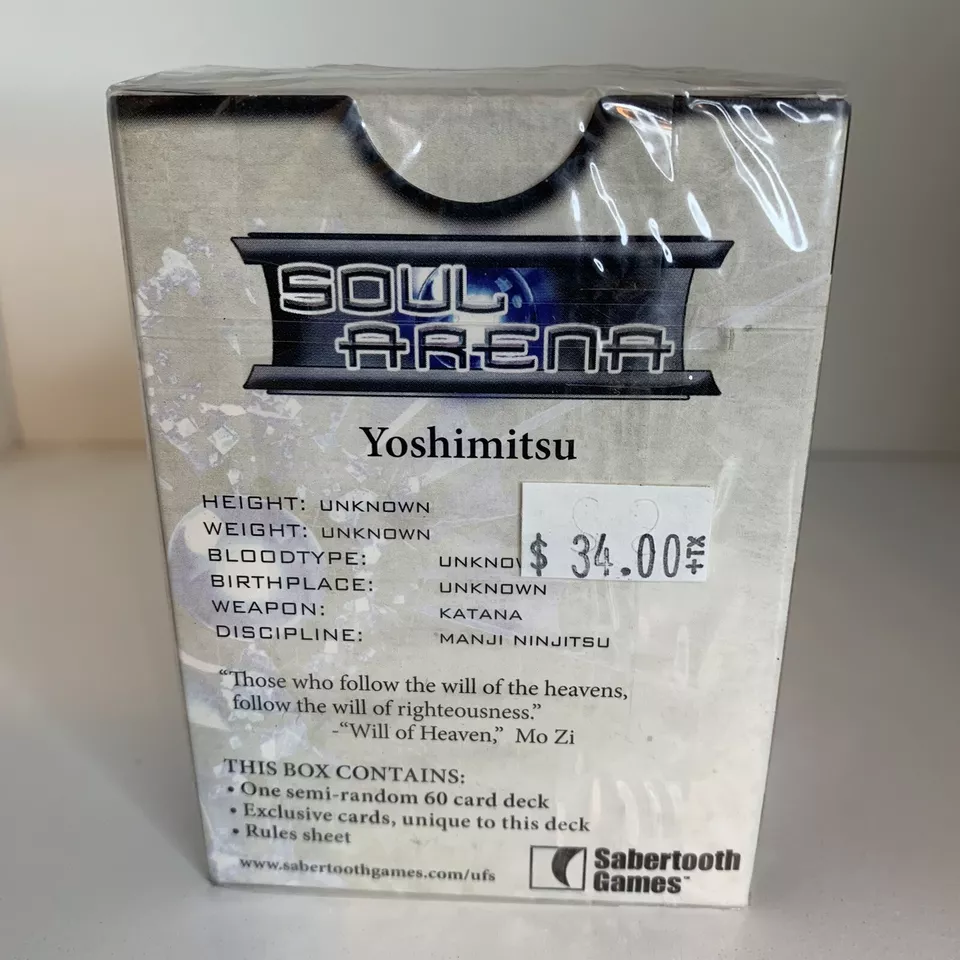 SOUL
ARENA
Yoshimitsu
HEIGHT: UNKNOWN
WEIGHT: UNKNOWN
BLOODTYPE:
$ 34.00 +TX
BIRTHPLACE: UNKNOWN
WEAPON: KATANA
DISCIPLINE: MANJI NINJITSU
“Those who follow the will of the heavens,
follow the will of righteousness.”
-“Will of Heaven,” Mo Zi
THIS BOX CONTAINS:
• One semi-random 60 card deck
• Exclusive cards, unique to this deck
• Rules sheet
www.sabertoothgames.com/ufs
Sabertooth
Games™